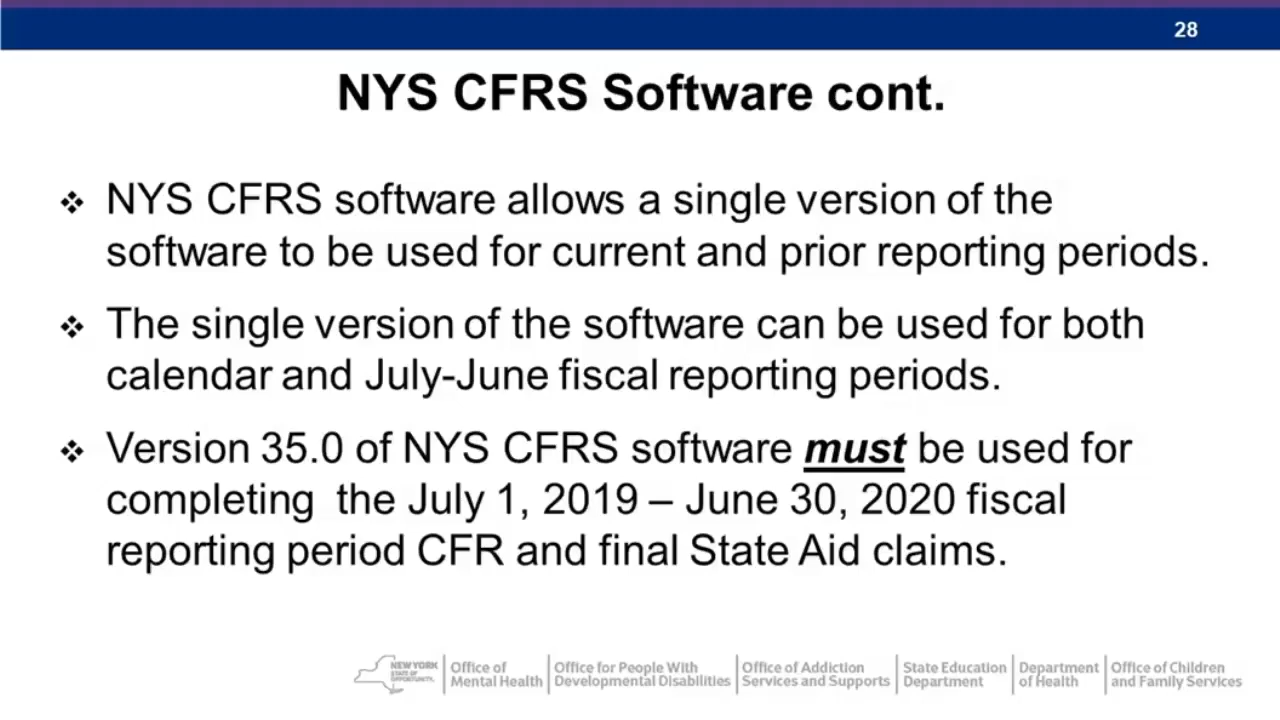 28
NYS CFRS Software cont.
❖ NYS CFRS software allows a single version of the
software to be used for current and prior reporting periods.
❖ The single version of the software can be used for both
calendar and July-June fiscal reporting periods.
❖ Version 35.0 of NYS CFRS software must be used for
completing the July 1, 2019 – June 30, 2020 fiscal
reporting period CFR and final State Aid claims.
NEW YORK
STATE OF
OPPORTUNITY.
Office of
Mental Health
Office for People With
Developmental Disabilities
Office of Addiction
Services and Supports
State Education
Department
Department
of Health
Office of Children
and Family Services